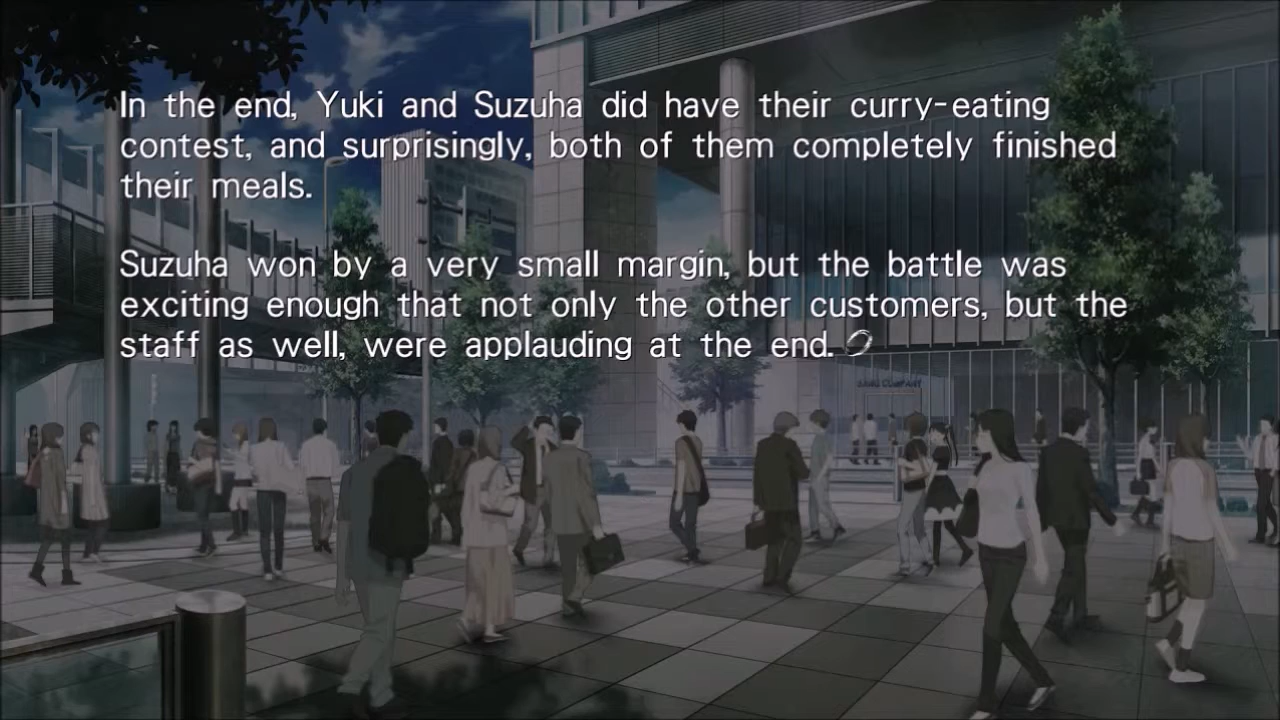 In the end, Yuki and Suzuha did have their curry-eating
contest, and surprisingly, both of them completely finished
their meals.
Suzuha won by a very small margin, but the battle was
exciting enough that not only the other customers, but the
staff as well, were applauding at the end.